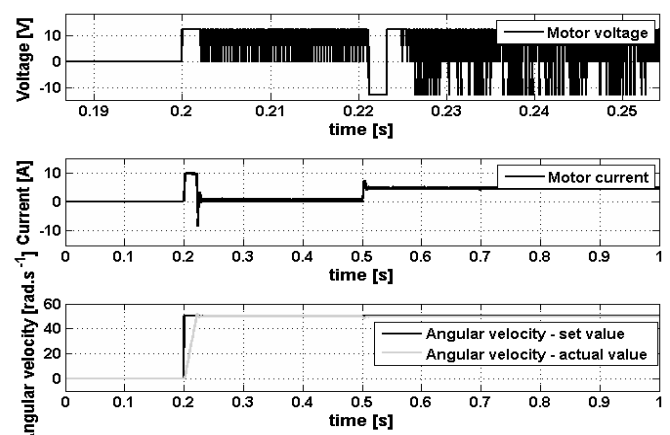 Voltage [V]
10
0
-10
Motor voltage
0.19 0.2 0.21 0.22 0.23 0.24 0.25
time [s]
Current [A]
10
0
-10
Motor current
0 0.1 0.2 0.3 0.4 0.5 0.6 0.7 0.8 0.9 1
time [s]
Angular velocity [rad.s-1]
60
40
20
0
Angular velocity - set value
Angular velocity - actual value
0 0.1 0.2 0.3 0.4 0.5 0.6 0.7 0.8 0.9 1
time [s]